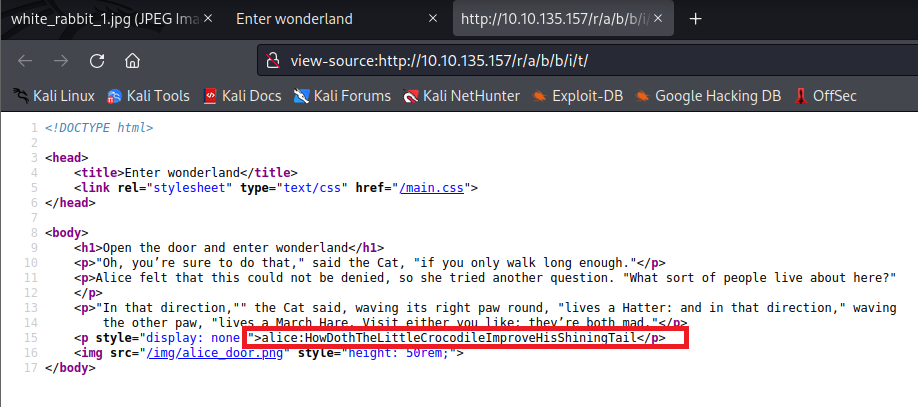 white_rabbit_1.jpg (JPEG Ima
Enter wonderland
http://10.10.135.157/r/a/b/b/i/
view-source:http://10.10.135.157/r/a/b/b/i/t/
Kali Linux Kali Tools Kali Docs Kali Forums Kali NetHunter Exploit-DB Google Hacking DB OffSec
1 <!DOCTYPE html>
2
3 <head>
4 <title>Enter wonderland</title>
5 <link rel="stylesheet" type="text/css" href="/main.css">
6 </head>
7
8 <body>
9 <h1>Open the door and enter wonderland</h1>
10 <p>"Oh, you’re sure to do that," said the Cat, "if you only walk long enough."</p>
11 <p>Alice felt that this could not be denied, so she tried another question. "What sort of people live about here?"
12 </p>
13 <p>"In that direction,"" the Cat said, waving its right paw round, "lives a Hatter: and in that direction," waving
14 the other paw, "lives a March Hare. Visit either you like: they’re both mad."</p>
15 <p style="display: none;">alice:HowDothTheLittleCrocodileImproveHisShiningTail</p>
16 <img src="/img/alice_door.png" style="height: 50rem;">
17 </body>